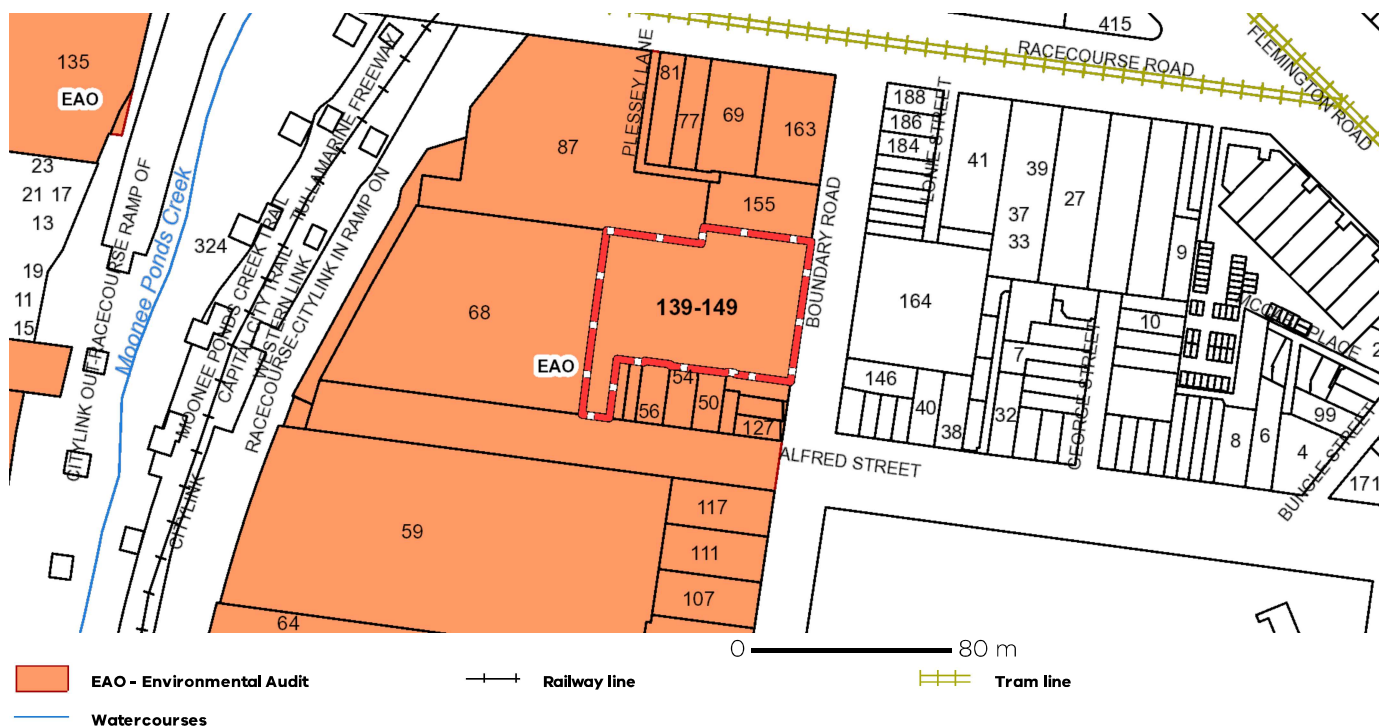 415
RACECOURSE ROAD
FLEMINGTON ROAD
135
EAO
PLESSEY LANE
81
77
69
163
188
186
184
LONIE STREET
41
39
27
37
33
9
23
21 17
13
19
11
15
CITYLINK OUT-RACECOURSE RAMP OF
Moonee Ponds Creek
324
MOONEE PONDS CREEK TRAIL
CAPITAL CITY TRAIL
TULLAMARINE FREEWAY
WESTERN LINK
RACECOURSE-CITYLINK IN RAMP ON
CITYLINK
87
155
BOUNDARY ROAD
68
139-149
EAO
54
56
50
127
164
146
40
38
32
7
GEORGE STREET
10
MCCABE PLACE
2
99
8
6
4
BUNGLE STREET
171
ALFRED STREET
117
59
111
107
64
0 80 m
EAO - Environmental Audit
Railway line
Tram line
Watercourses